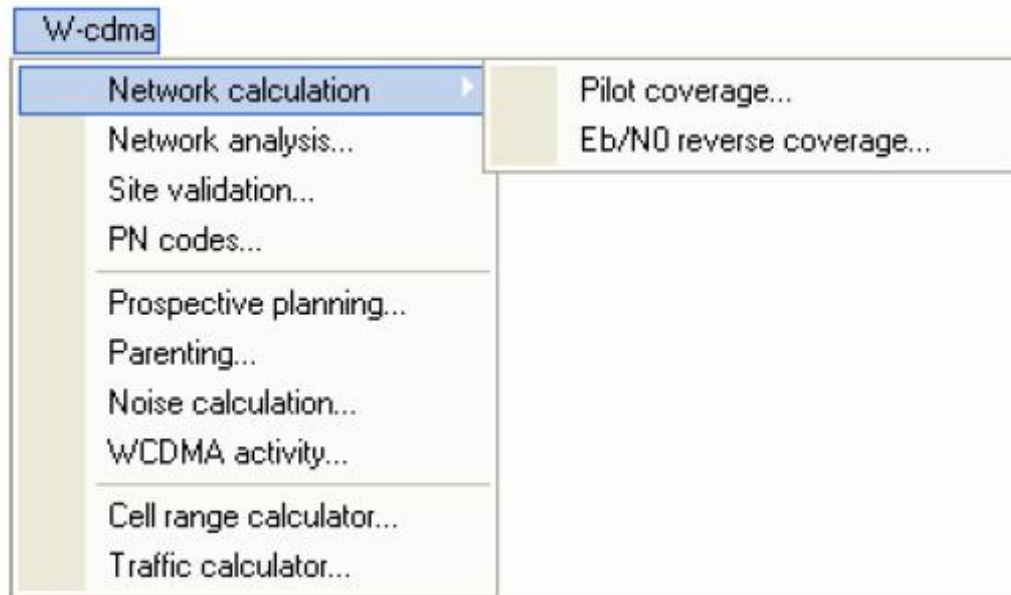 W-cdma
Network calculation
Pilot coverage...
Network analysis...
Eb/N0 reverse coverage...
Site validation...
PN codes...
Prospective planning...
Parenting...
Noise calculation...
WCDMA activity...
Cell range calculator...
Traffic calculator...